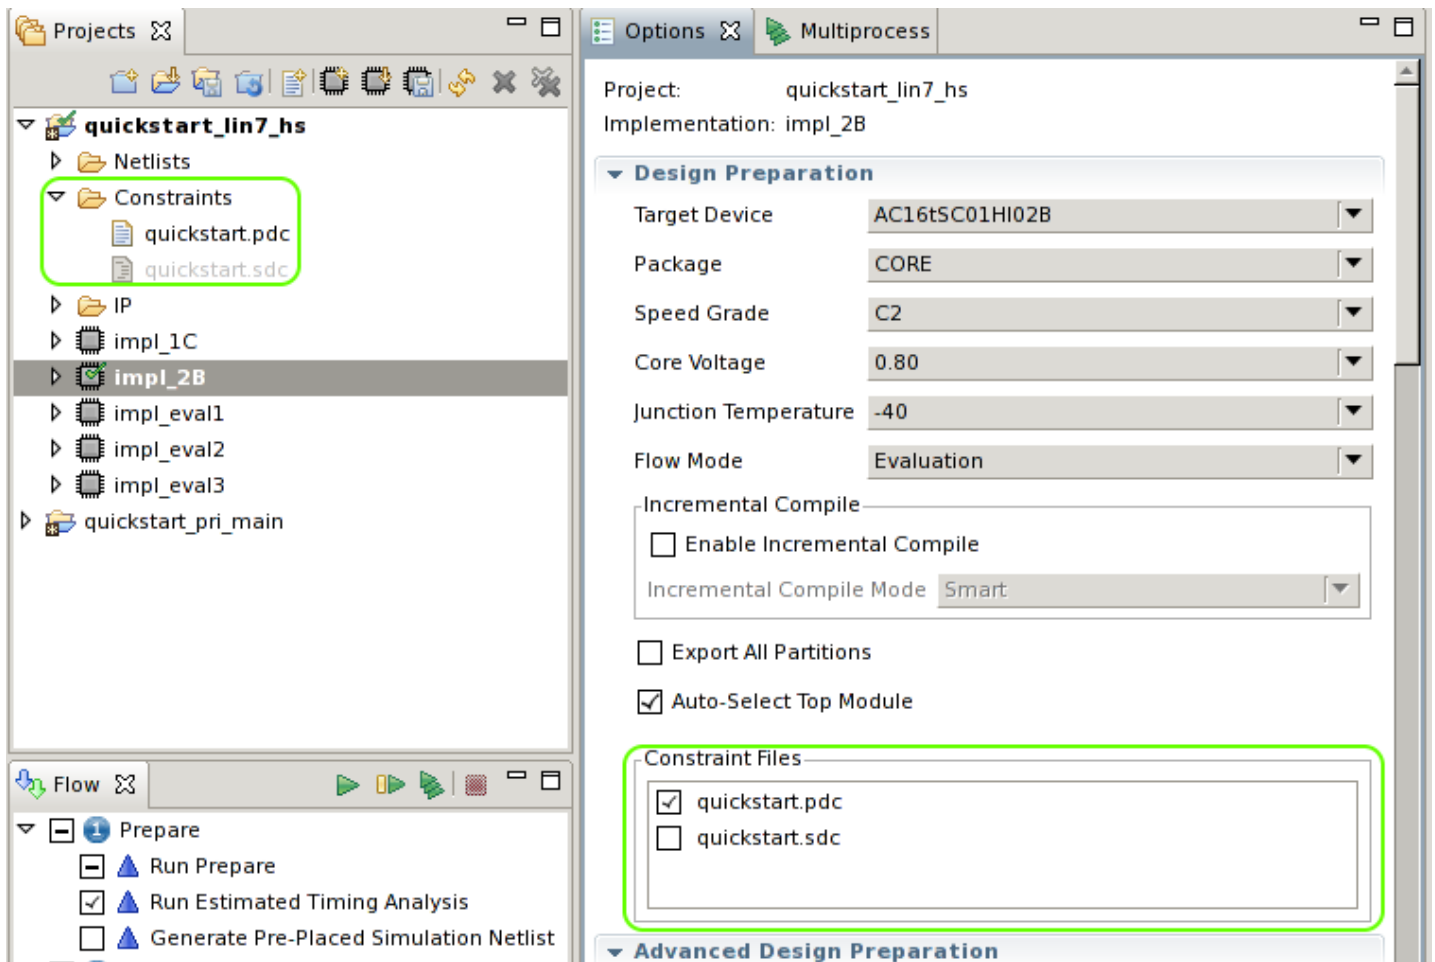 Projects
quickstart_lin7_hs
Netlists
Constraints
quickstart.pdc
quickstart.sdc
IP
impl_1C
impl_2B
impl_eval1
impl_eval2
impl_eval3
quickstart_pri_main
Flow
1 Prepare
Run Prepare
Run Estimated Timing Analysis
Generate Pre-Placed Simulation Netlist
Options Multiprocess
Project: quickstart_lin7_hs
Implementation: impl_2B
Design Preparation
Target Device AC16tSC01HI02B
Package CORE
Speed Grade C2
Core Voltage 0.80
Junction Temperature -40
Flow Mode Evaluation
Incremental Compile
Enable Incremental Compile
Incremental Compile Mode Smart
Export All Partitions
Auto-Select Top Module
Constraint Files
quickstart.pdc
quickstart.sdc
Advanced Design Preparation